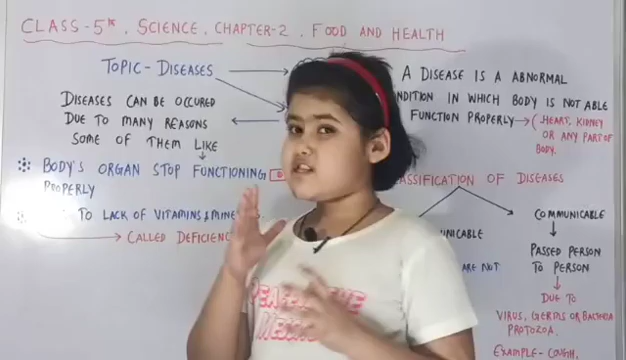 CLASS-5th, SCIENCE, CHAPTER-2, FOOD AND HEALTH
TOPIC-DISEASES
A DISEASE IS A ABNORMAL
NDITION IN WHICH BODY IS NOT ABLE
FUNCTION PROPERLY → (HEART, KIDNEY
OR ANY PART OF
BODY.
DISEASES CAN BE OCCURED
DUE TO MANY REASONS
SOME OF THEM LIKE
BODY'S ORGAN STOP FUNCTIONING
PROPERLY
TO LACK OF VITAMINS & MINE
CALLED DEFICIENC
ASSIFICATION OF DISEASES
UNICABLE
ARE NOT
COMMUNICABLE
PASSED PERSON
TO PERSON
DUE TO
VIRUS, GERMS OR BACTERIA
PROTOZOA.
EXAMPLE- COUGH,